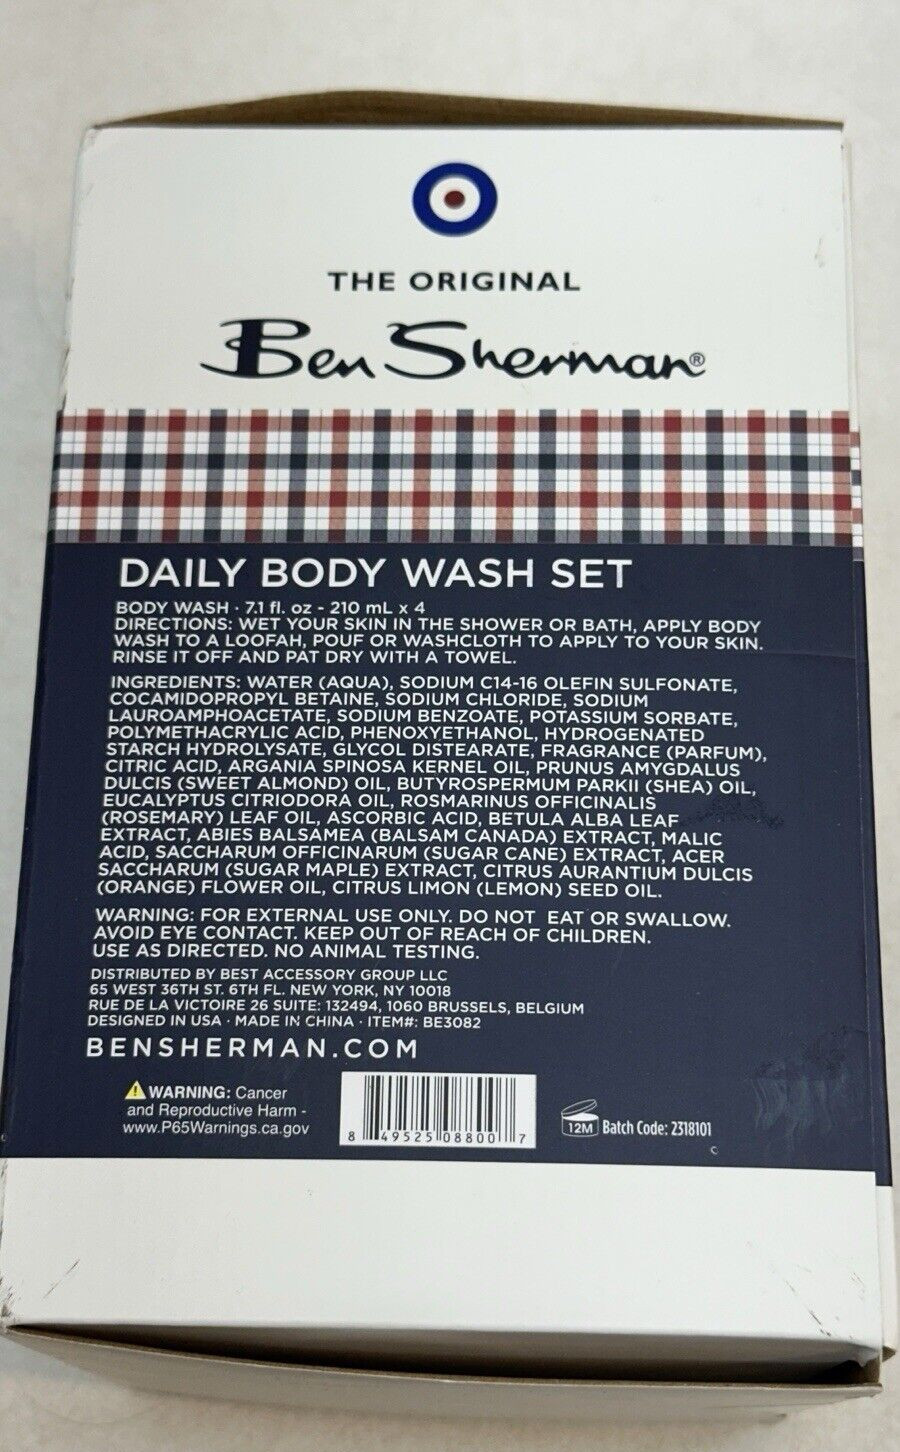 THE ORIGINAL
Ben Sherman®
DAILY BODY WASH SET
BODY WASH · 7.1 fl. oz - 210 mL x 4
DIRECTIONS: WET YOUR SKIN IN THE SHOWER OR BATH, APPLY BODY
WASH TO A LOOFAH, POUF OR WASHCLOTH TO APPLY TO YOUR SKIN.
RINSE IT OFF AND PAT DRY WITH A TOWEL.
INGREDIENTS: WATER (AQUA), SODIUM C14-16 OLEFIN SULFONATE,
COCAMIDOPROPYL BETAINE, SODIUM CHLORIDE, SODIUM
LAUROAMPHOACETATE, SODIUM BENZOATE, POTASSIUM SORBATE,
POLYMETHACRYLIC ACID, PHENOXYETHANOL, HYDROGENATED
STARCH HYDROLYSATE, GLYCOL DISTEARATE, FRAGRANCE (PARFUM),
CITRIC ACID, ARGANIA SPINOSA KERNEL OIL, PRUNUS AMYGDALUS
DULCIS (SWEET ALMOND) OIL, BUTYROSPERMUM PARKII (SHEA) OIL,
EUCALYPTUS CITRIODORA OIL, ROSMARINUS OFFICINALIS
(ROSEMARY) LEAF OIL, ASCORBIC ACID, BETULA ALBA LEAF
EXTRACT, ABIES BALSAMEA (BALSAM CANADA) EXTRACT, MALIC
ACID, SACCHARUM OFFICINARUM (SUGAR CANE) EXTRACT, ACER
SACCHARUM (SUGAR MAPLE) EXTRACT, CITRUS AURANTIUM DULCIS
(ORANGE) FLOWER OIL, CITRUS LIMON (LEMON) SEED OIL.
WARNING: FOR EXTERNAL USE ONLY. DO NOT EAT OR SWALLOW.
AVOID EYE CONTACT. KEEP OUT OF REACH OF CHILDREN.
USE AS DIRECTED. NO ANIMAL TESTING.
DISTRIBUTED BY BEST ACCESSORY GROUP LLC
65 WEST 36TH ST. 6TH FL. NEW YORK, NY 10018
RUE DE LA VICTOIRE 26 SUITE: 132494, 1060 BRUSSELS, BELGIUM
DESIGNED IN USA · MADE IN CHINA · ITEM#: BE3082
BENSHERMAN.COM
WARNING: Cancer
and Reproductive Harm -
www.P65Warnings.ca.gov
8 49525 08800 7
12M Batch Code: 2318101